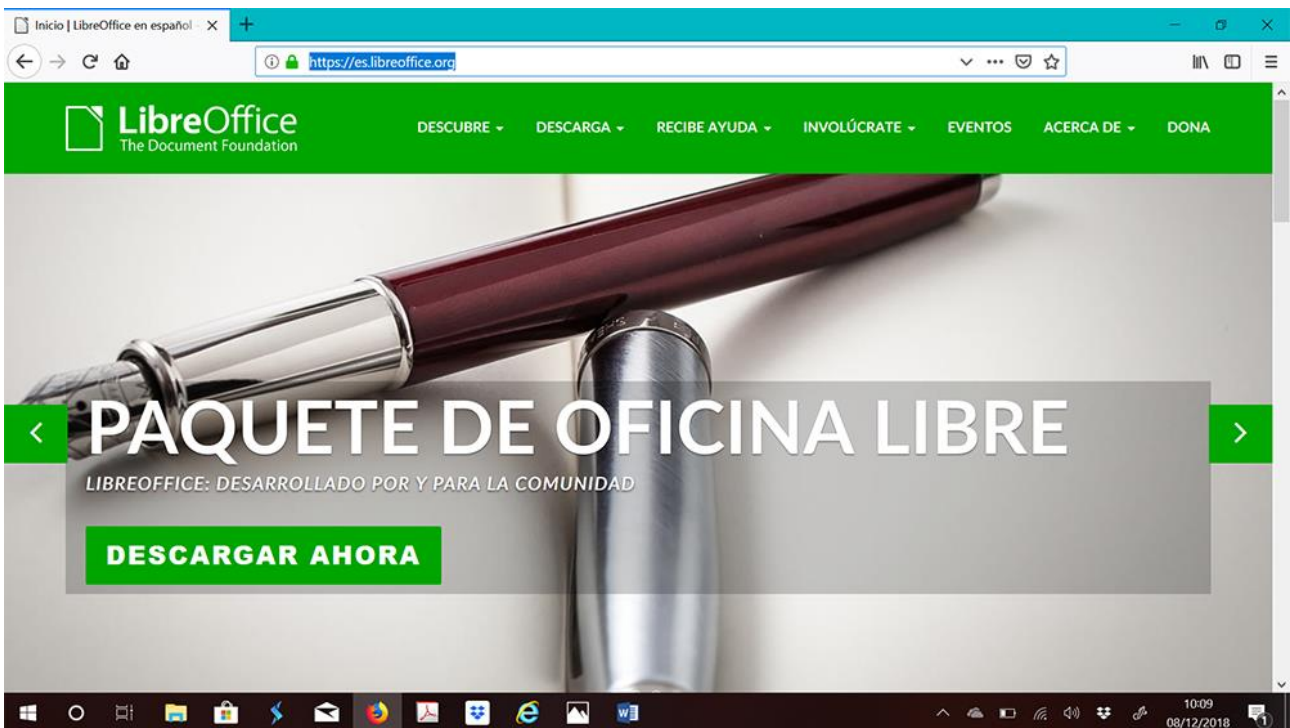 Inicio | LibreOffice en español -
https://es.libreoffice.org
LibreOffice
The Document Foundation
DESCUBRE
DESCARGA
RECIBE AYUDA
INVOLÚCRATE
EVENTOS
ACERCA DE
DONA
PAQUETE DE OFICINA LIBRE
LIBREOFFICE: DESARROLLADO POR Y PARA LA COMUNIDAD
DESCARGAR AHORA
10:09
08/12/2018